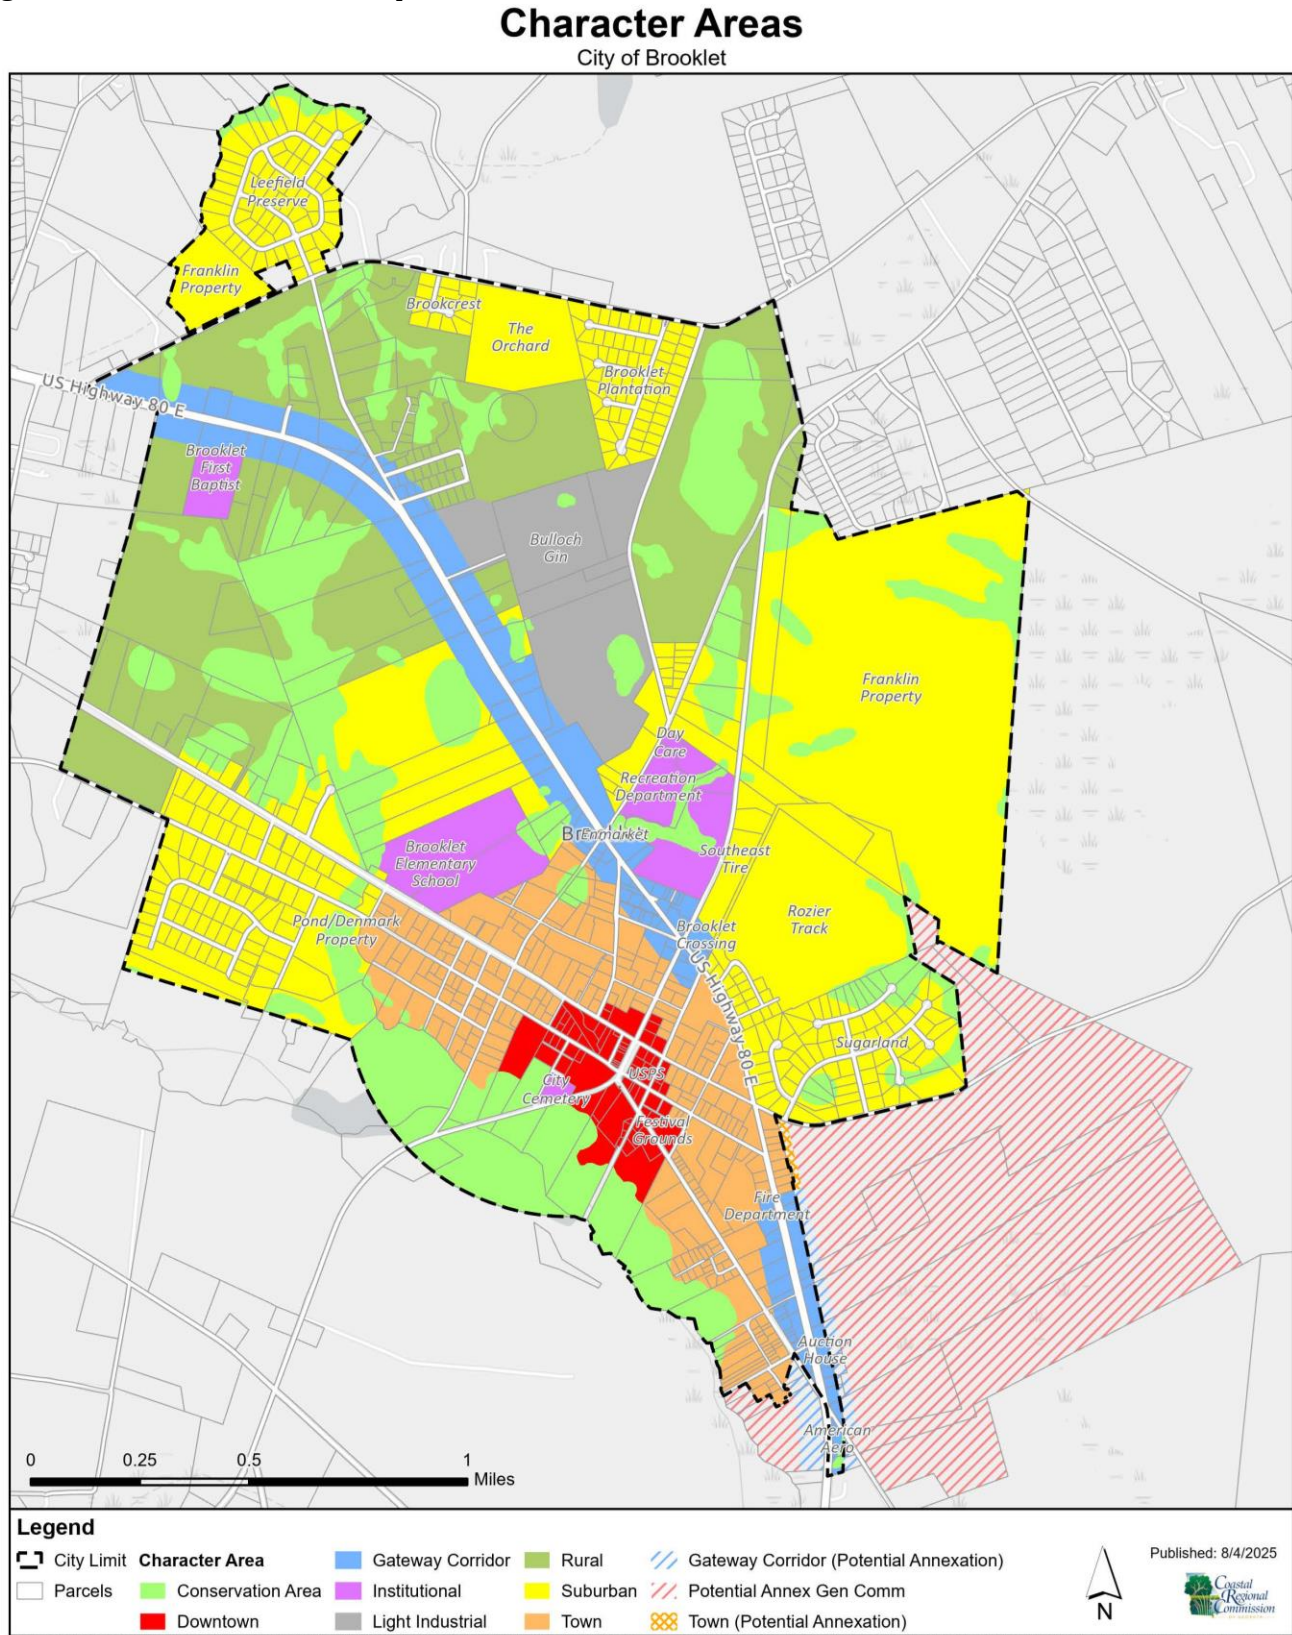 Character Areas
City of Brooklet
Leefield
Preserve
Franklin
Property
Brookcrest
The
Orchard
Brooklet
Plantation
US Highway 80 E
Brooklet
First
Baptist
Bulloch
Gin
Franklin
Property
Day
Care
Recreation
Department
Enmarket
Brooklet
Elementary
School
Southeast
Tire
Pond/Denmark
Property
Brooklet
Crossing
Rozier
Track
US Highway 80 E
Sugarland
USPS
City
Cemetery
Festival
Grounds
Fire
Department
Auction
House
American
Aero
0 0.25 0.5 1
Miles
Legend
City Limit
Parcels
Character Area
Conservation Area
Downtown
Gateway Corridor
Institutional
Light Industrial
Rural
Suburban
Town
Gateway Corridor (Potential Annexation)
Potential Annex Gen Comm
Town (Potential Annexation)
N
Published: 8/4/2025
Coastal
Regional
Commission